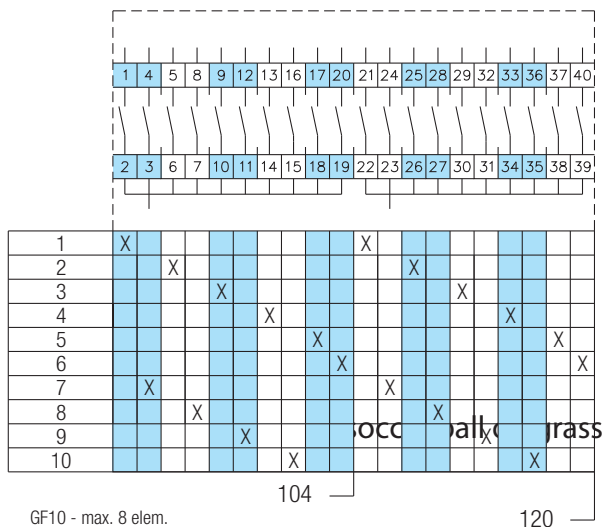 1 4 5 8 9 12 13 16 17 20 21 24 25 28 29 32 33 36 37 40
2 3 6 7 10 11 14 15 18 19 22 23 26 27 30 31 34 35 38 39
1 X X
2 X X
3 X X
4 X X
5 X X
6 X X
7 X X
8 X X
9 X X
ball grass
10 X X
104
GF10 - max. 8 elem.
120